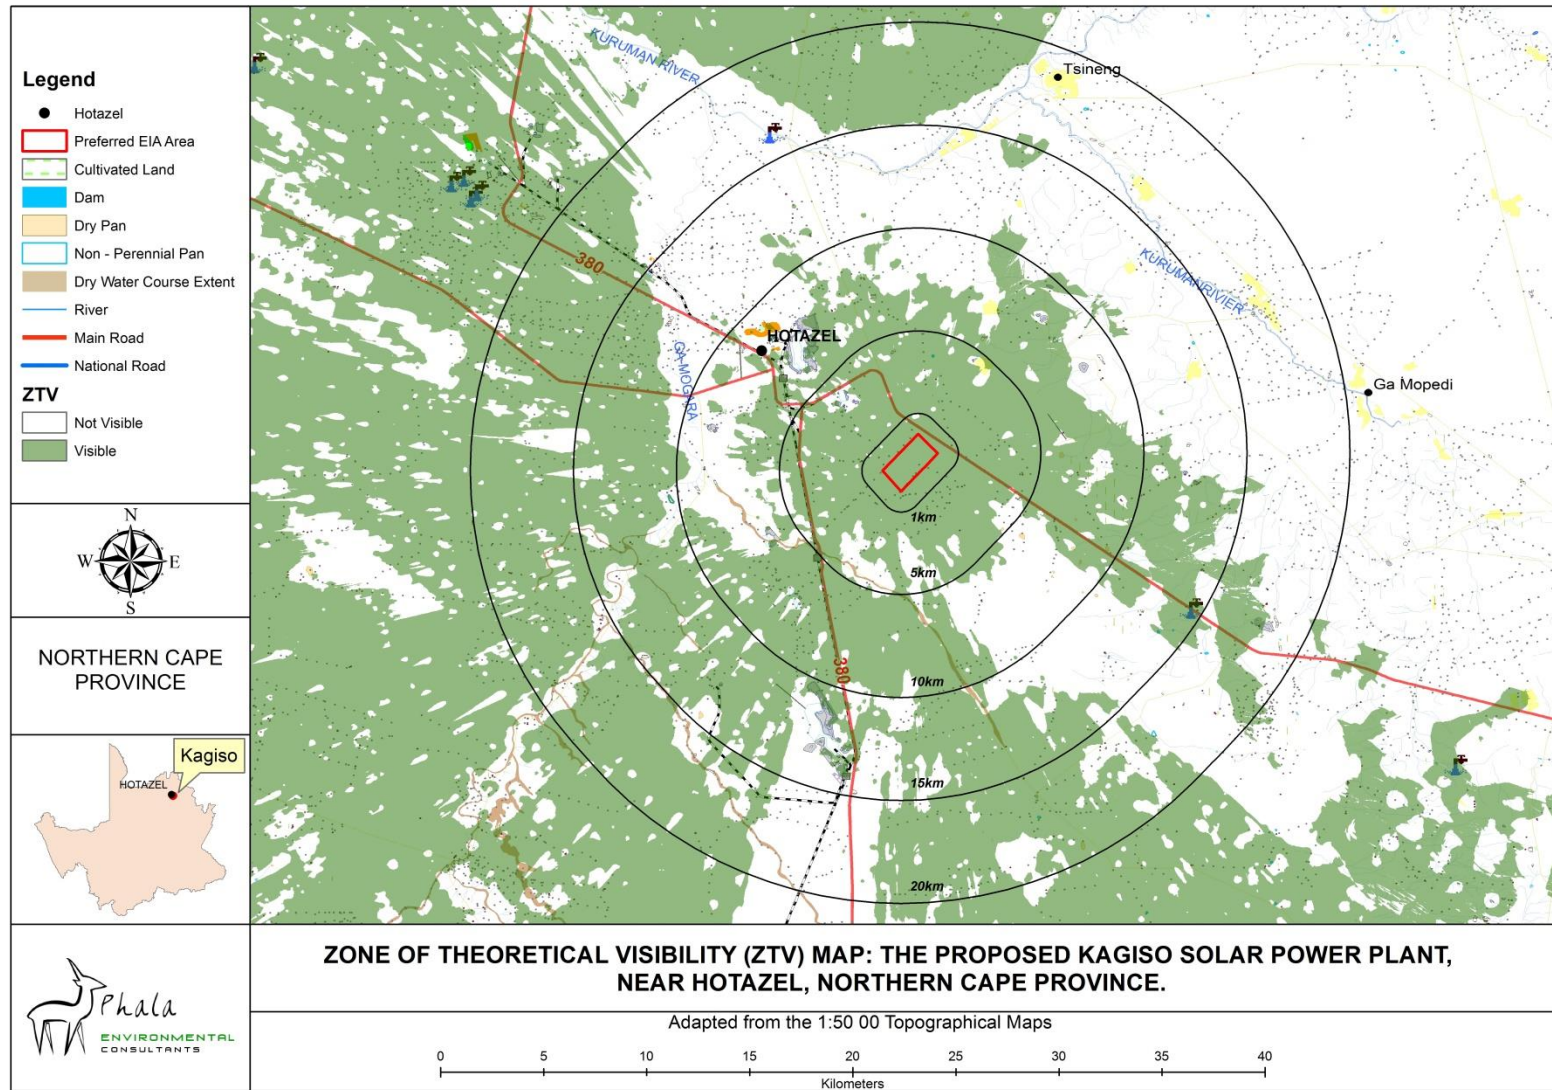 Legend
Hotazel
Preferred EIA Area
Cultivated Land
Dam
Dry Pan
Non - Perennial Pan
Dry Water Course Extent
River
Main Road
National Road
ZTV
Not Visible
Visible
N
W
E
S
NORTHERN CAPE
PROVINCE
Kagiso
HOTAZEL
Phala
ENVIRONMENTAL
CONSULTANTS
KURUMAN RIVER
Tsineng
KURUMANRIVIER
380
HOTAZEL
GA-MOGARA
Ga Mopedi
1km
5km
380
10km
15km
20km
ZONE OF THEORETICAL VISIBILITY (ZTV) MAP: THE PROPOSED KAGISO SOLAR POWER PLANT,
NEAR HOTAZEL, NORTHERN CAPE PROVINCE.
Adapted from the 1:50 00 Topographical Maps
0 5 10 15 20 25 30 35 40
Kilometers